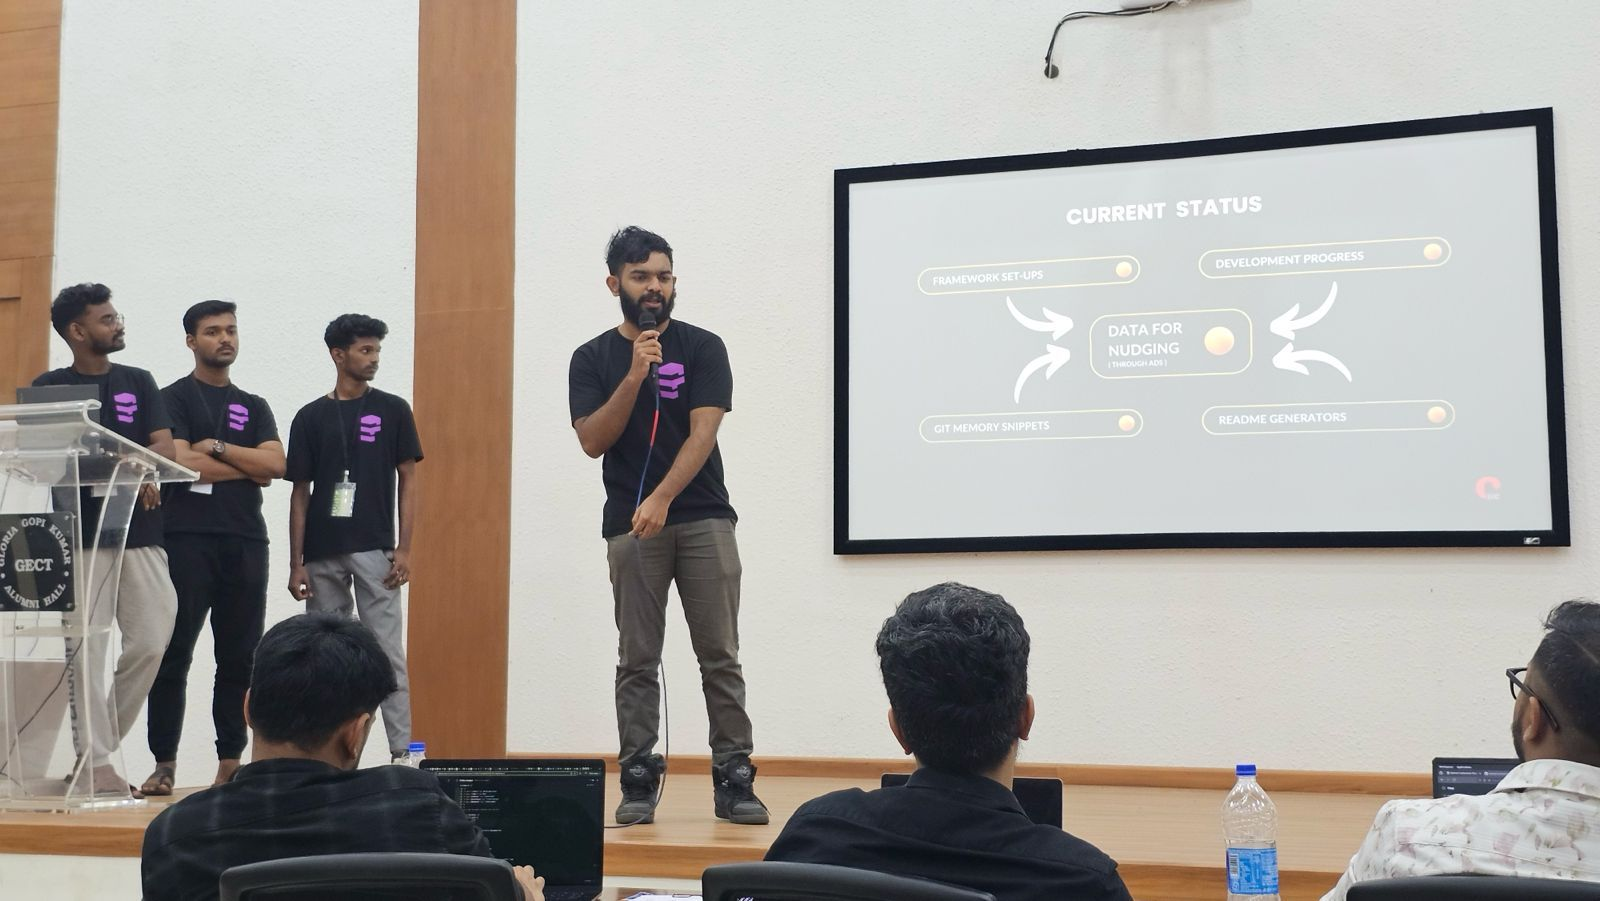 CURRENT STATUS
FRAMEWORK SET-UPS
DEVELOPMENT PROGRESS
DATA FOR
NUDGING
( THROUGH ADS )
GIT MEMORY SNIPPETS
README GENERATORS
GLORIA GOPI KUMAR
GECT
ALUMNI HALL